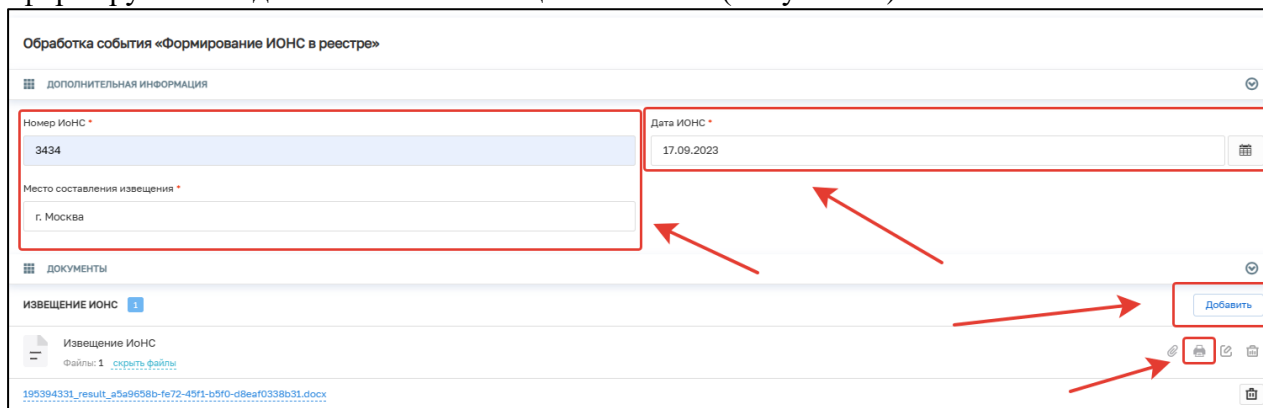 Обработка события «Формирование ИОНС в реестре»
ДОПОЛНИТЕЛЬНАЯ ИНФОРМАЦИЯ
Номер ИоНС *
Дата ИОНС *
3434
17.09.2023
Место составления извещения *
г. Москва
ДОКУМЕНТЫ
ИЗВЕЩЕНИЕ ИОНС 1
Добавить
Извещение ИоНС
Файлы: 1 скрыть файлы
195394331_result_a5a9658b-fe72-45f1-b5f0-d8eaf0338b31.docx